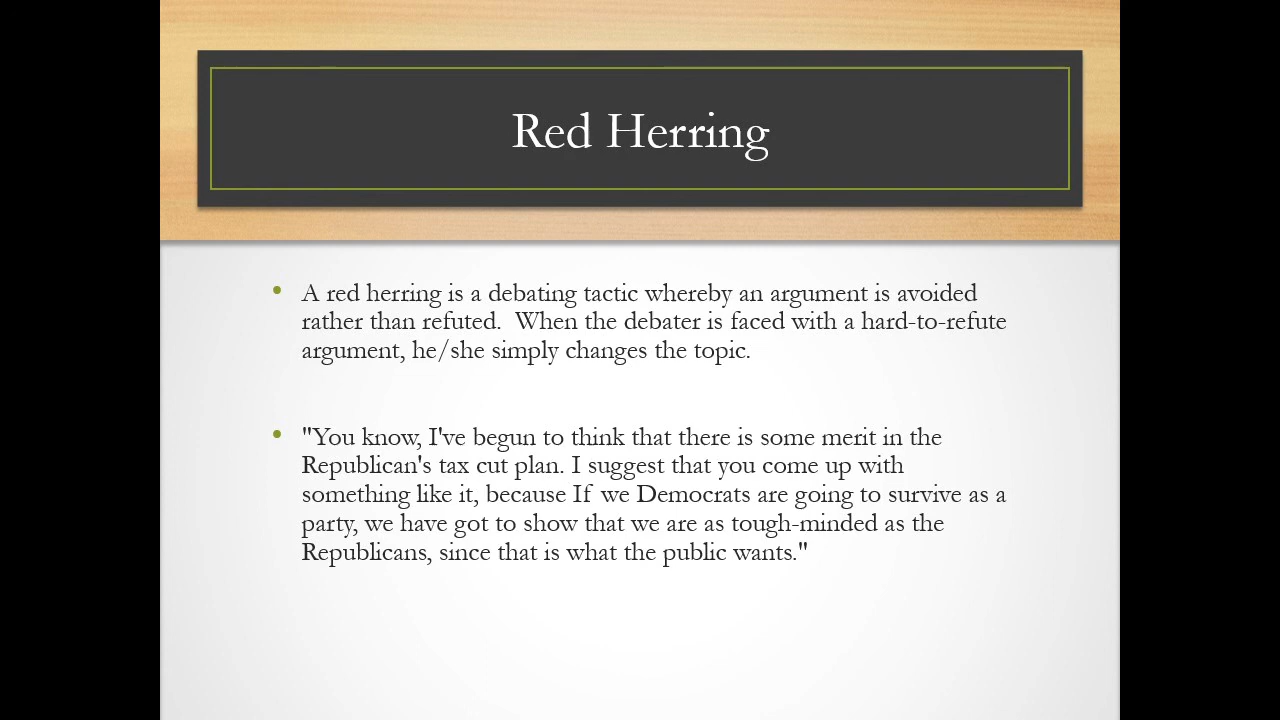 Red Herring
A red herring is a debating tactic whereby an argument is avoided
rather than refuted.  When the debater is faced with a hard-to-refute
argument, he/she simply changes the topic.
"You know, I've begun to think that there is some merit in the
Republican's tax cut plan. I suggest that you come up with
something like it, because If we Democrats are going to survive as a
party, we have got to show that we are as tough-minded as the
Republicans, since that is what the public wants."